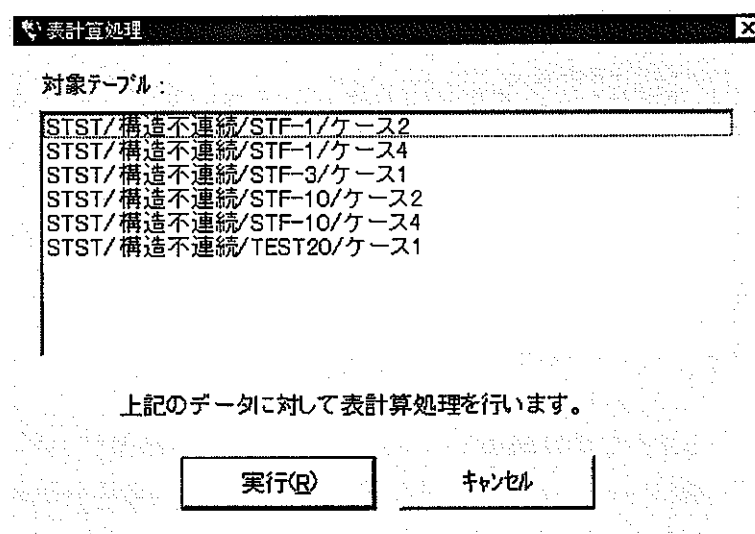 表計算処理
対象テーブル：
STST/構造不連続/STF-1/ケース2
STST/構造不連続/STF-1/ケース4
STST/構造不連続/STF-3/ケース1
STST/構造不連続/STF-10/ケース2
STST/構造不連続/STF-10/ケース4
STST/構造不連続/TEST20/ケース1
上記のデータに対して表計算処理を行います。
実行(R)
キャンセル